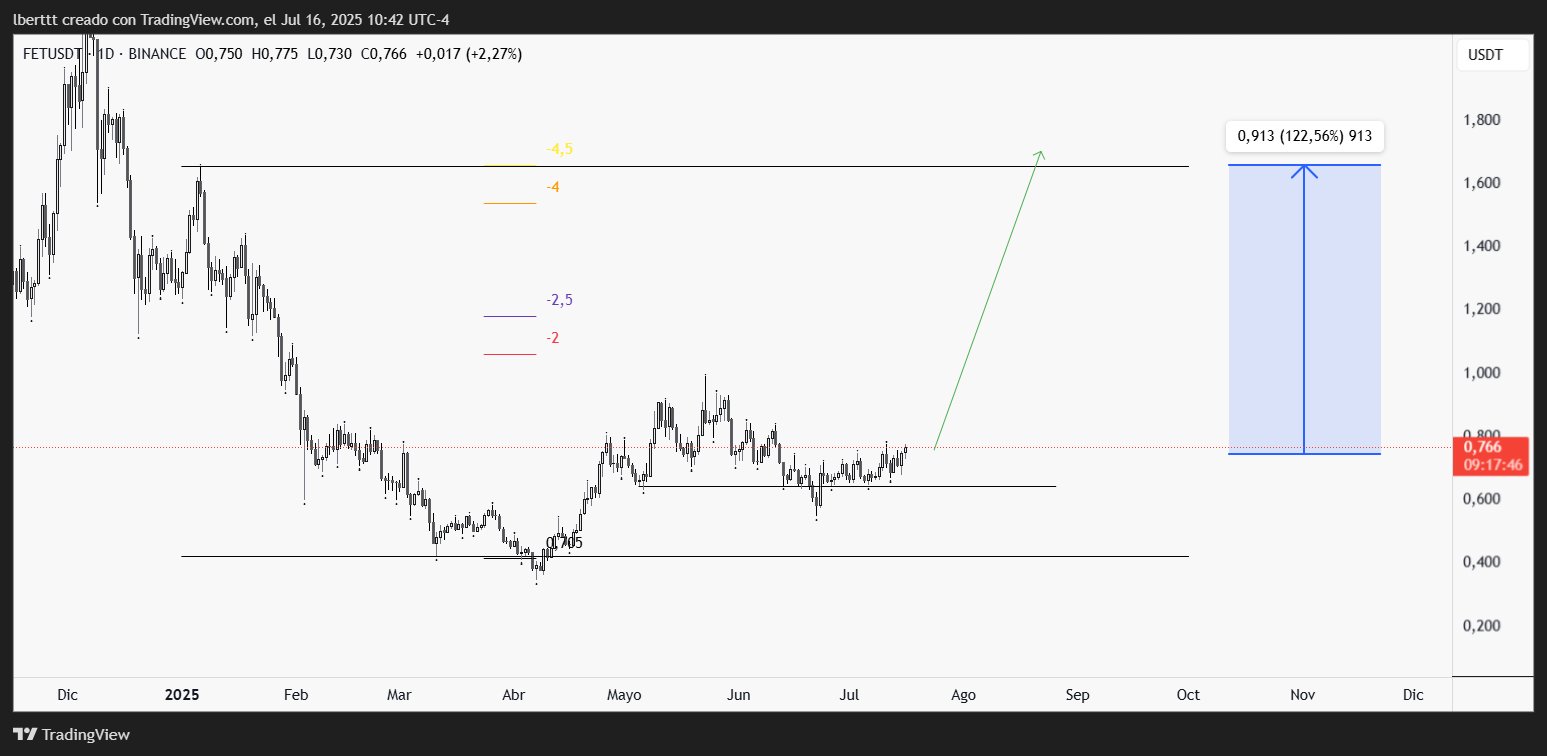 lberttt creado con TradingView.com, el Jul 16, 2025 10:42 UTC-4
FETUSDT · 1D · BINANCE O0,750 H0,775 L0,730 C0,766 +0,017 (+2,27%)
USDT
1,800
0,913 (122,56%) 913
-4,5
-4
1,600
1,400
-2,5
1,200
-2
1,000
0,800
0,766
09:17:46
0,600
0,705
0,400
0,200
Dic 2025 Feb Mar Abr Mayo Jun Jul Ago Sep Oct Nov Dic
TradingView